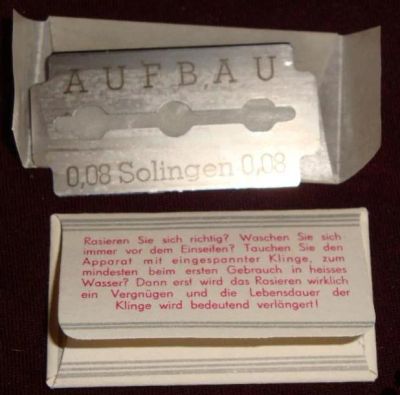 AUFBAU
0,08 Solingen 0,08
Rasieren Sie sich richtig? Waschen Sie sich
immer vor dem Einseifen? Tauchen Sie den
Apparat mit eingespannter Klinge, zum
mindesten beim ersten Gebrauch in heisses
Wasser? Dann erst wird das Rasieren wirklich
ein Vergnügen und die Lebensdauer der
Klinge wird bedeutend verlängert!